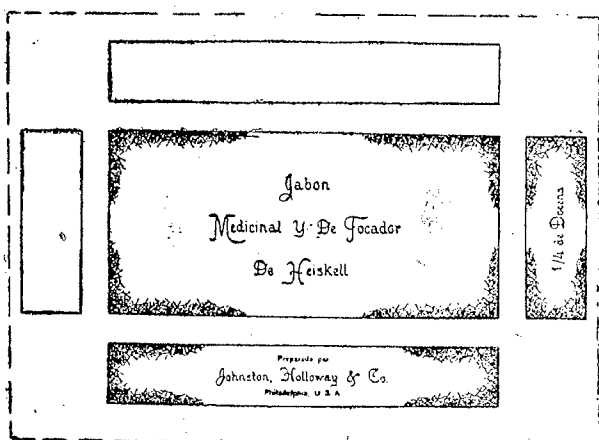 Jabon
Medicinal Y De Tocador
De Heiskell
1/4 de Docena
Preparado por
Johnston, Holloway & Co.
Philadelphia, U.S.A